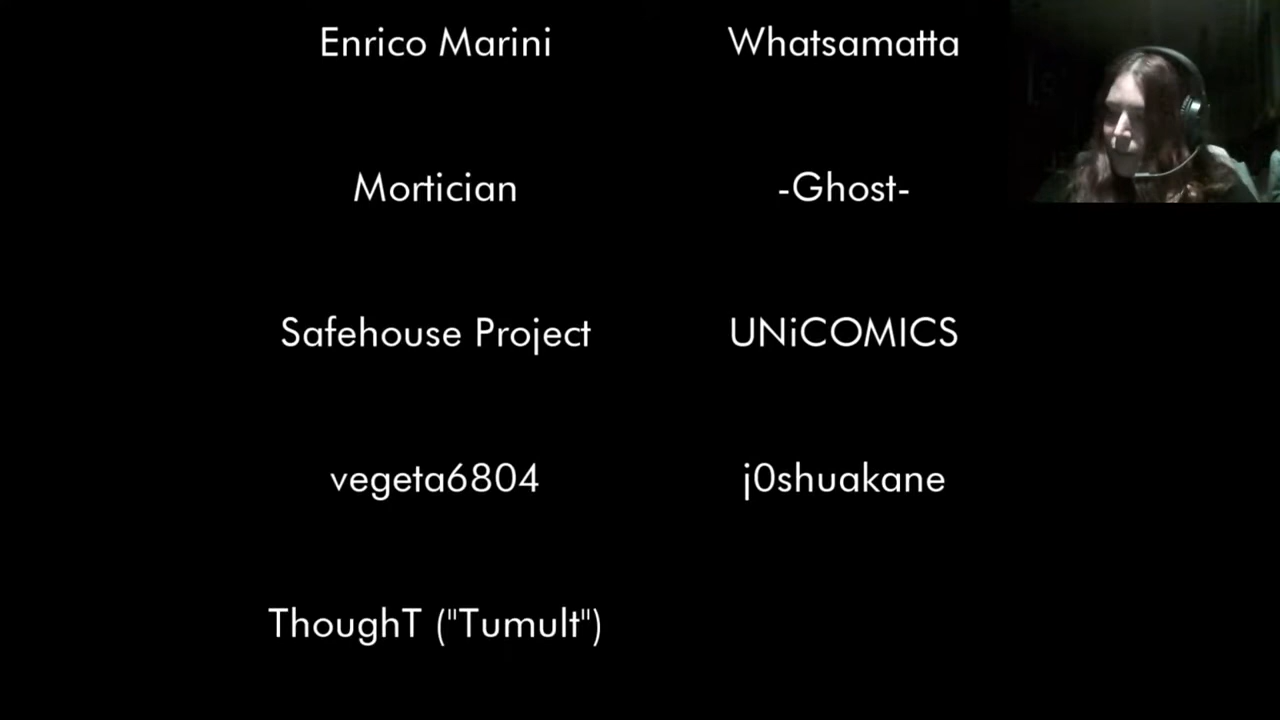 Enrico Marini
Whatsamatta
Mortician
-Ghost-
Safehouse Project
UNiCOMICS
vegeta6804
j0shuakane
ThoughT ("Tumult")